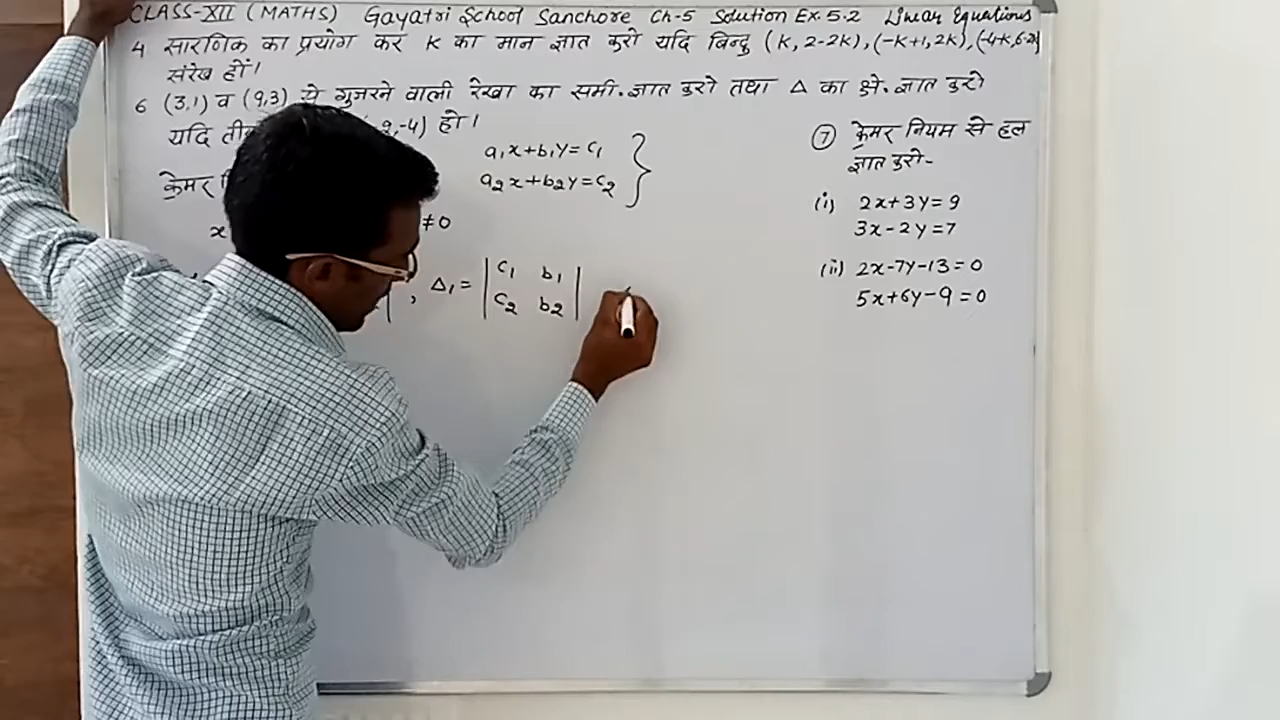 CLASS-XII (MATHS) Gayatri School Sanchore Ch-5 Solution Ex.5.2 Linear Equations
4 सारणिक का प्रयोग कर K का मान ज्ञात करो यदि बिन्दु (K, 2-2K), (-K+1, 2K), (-4-K, 6-2K)
संरेख हों।
6 (3,1) व (9,3) से गुजरने वाली रेखा का समी. ज्ञात करो तथा Δ का क्षे. ज्ञात करो
यदि -4) हो।
क्रेमर
a₁x+b₁y=c₁
a₂x+b₂y=c₂
x ≠0
, Δ₁ = | c₁ b₁ |
| c₂ b₂ |
⑦ क्रेमर नियम से हल
ज्ञात करो-
(i) 2x+3y=9
3x-2y=7
(ii) 2x-7y-13=0
5x+6y-9=0